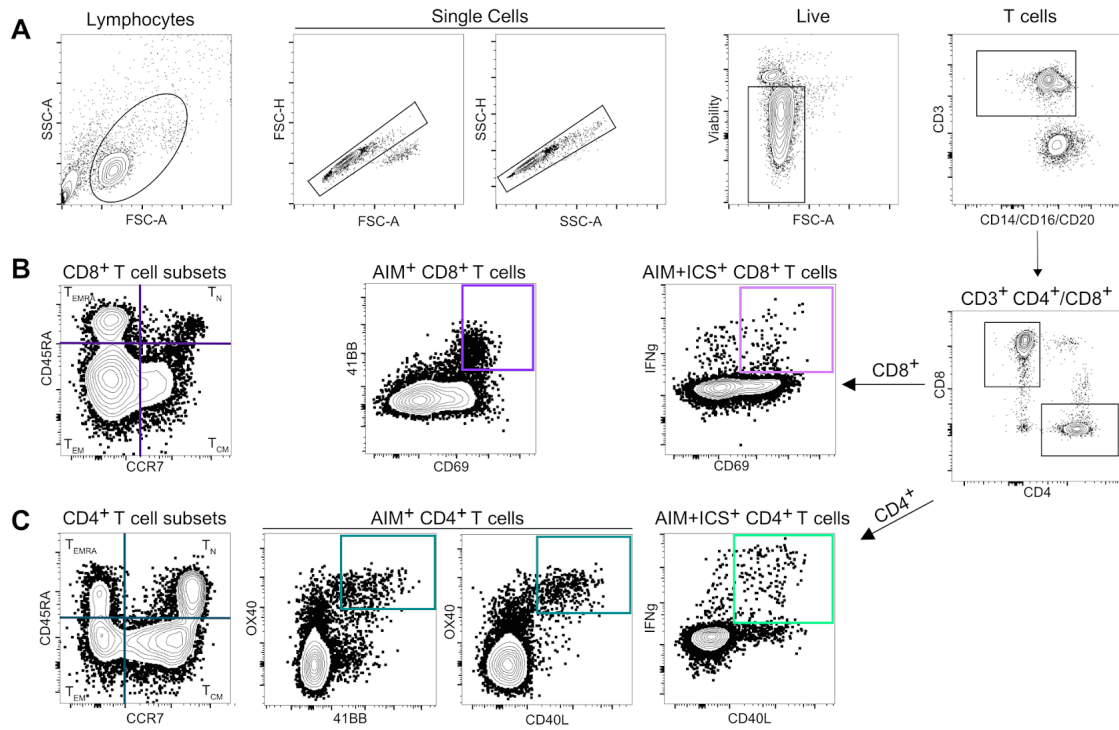 A
Lymphocytes
Single Cells
Live
T cells
SSC-A
FSC-A
FSC-H
FSC-A
SSC-H
SSC-A
Viability
FSC-A
CD3
CD14/CD16/CD20
B
CD8+ T cell subsets
TEMRA
TN
CD45RA
TEM
TCM
CCR7
AIM+ CD8+ T cells
41BB
CD69
AIM+ICS+ CD8+ T cells
IFNg
CD69
CD8+
CD3+ CD4+/CD8+
CD8
CD4
CD4+
C
CD4+ T cell subsets
TEMRA
TN
CD45RA
TEM
TCM
CCR7
AIM+ CD4+ T cells
OX40
41BB
OX40
CD40L
AIM+ICS+ CD4+ T cells
IFNg
CD40L